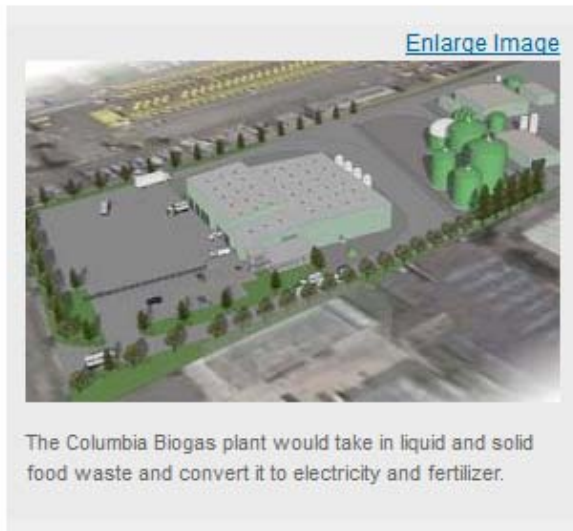 Enlarge Image
The Columbia Biogas plant would take in liquid and solid
food waste and convert it to electricity and fertilizer.